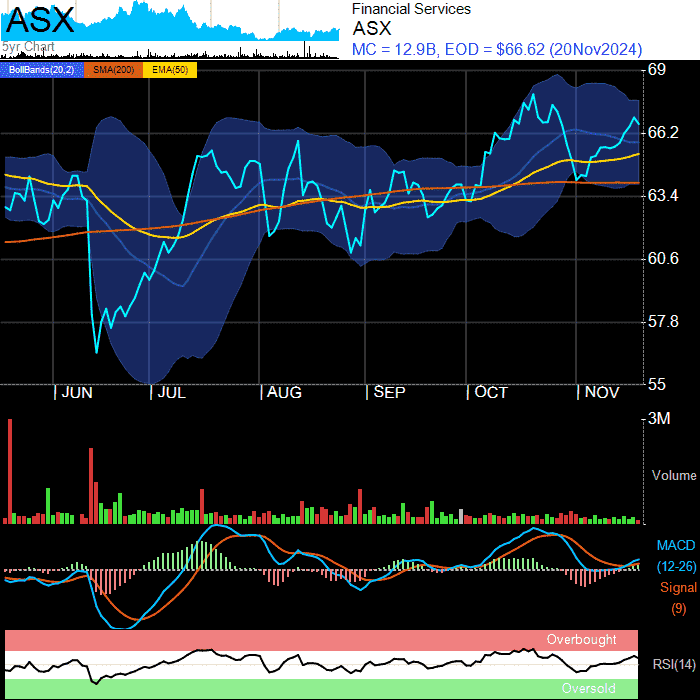 ASX
5yr Chart
Financial Services
ASX
MC = 12.9B, EOD = $66.62 (20Nov2024)
BollBands(20,2) SMA(200) EMA(50)
69
66.2
63.4
60.6
57.8
55
JUN JUL AUG SEP OCT NOV
3M
Volume
MACD
(12-26)
Signal
(9)
Overbought
RSI(14)
Oversold